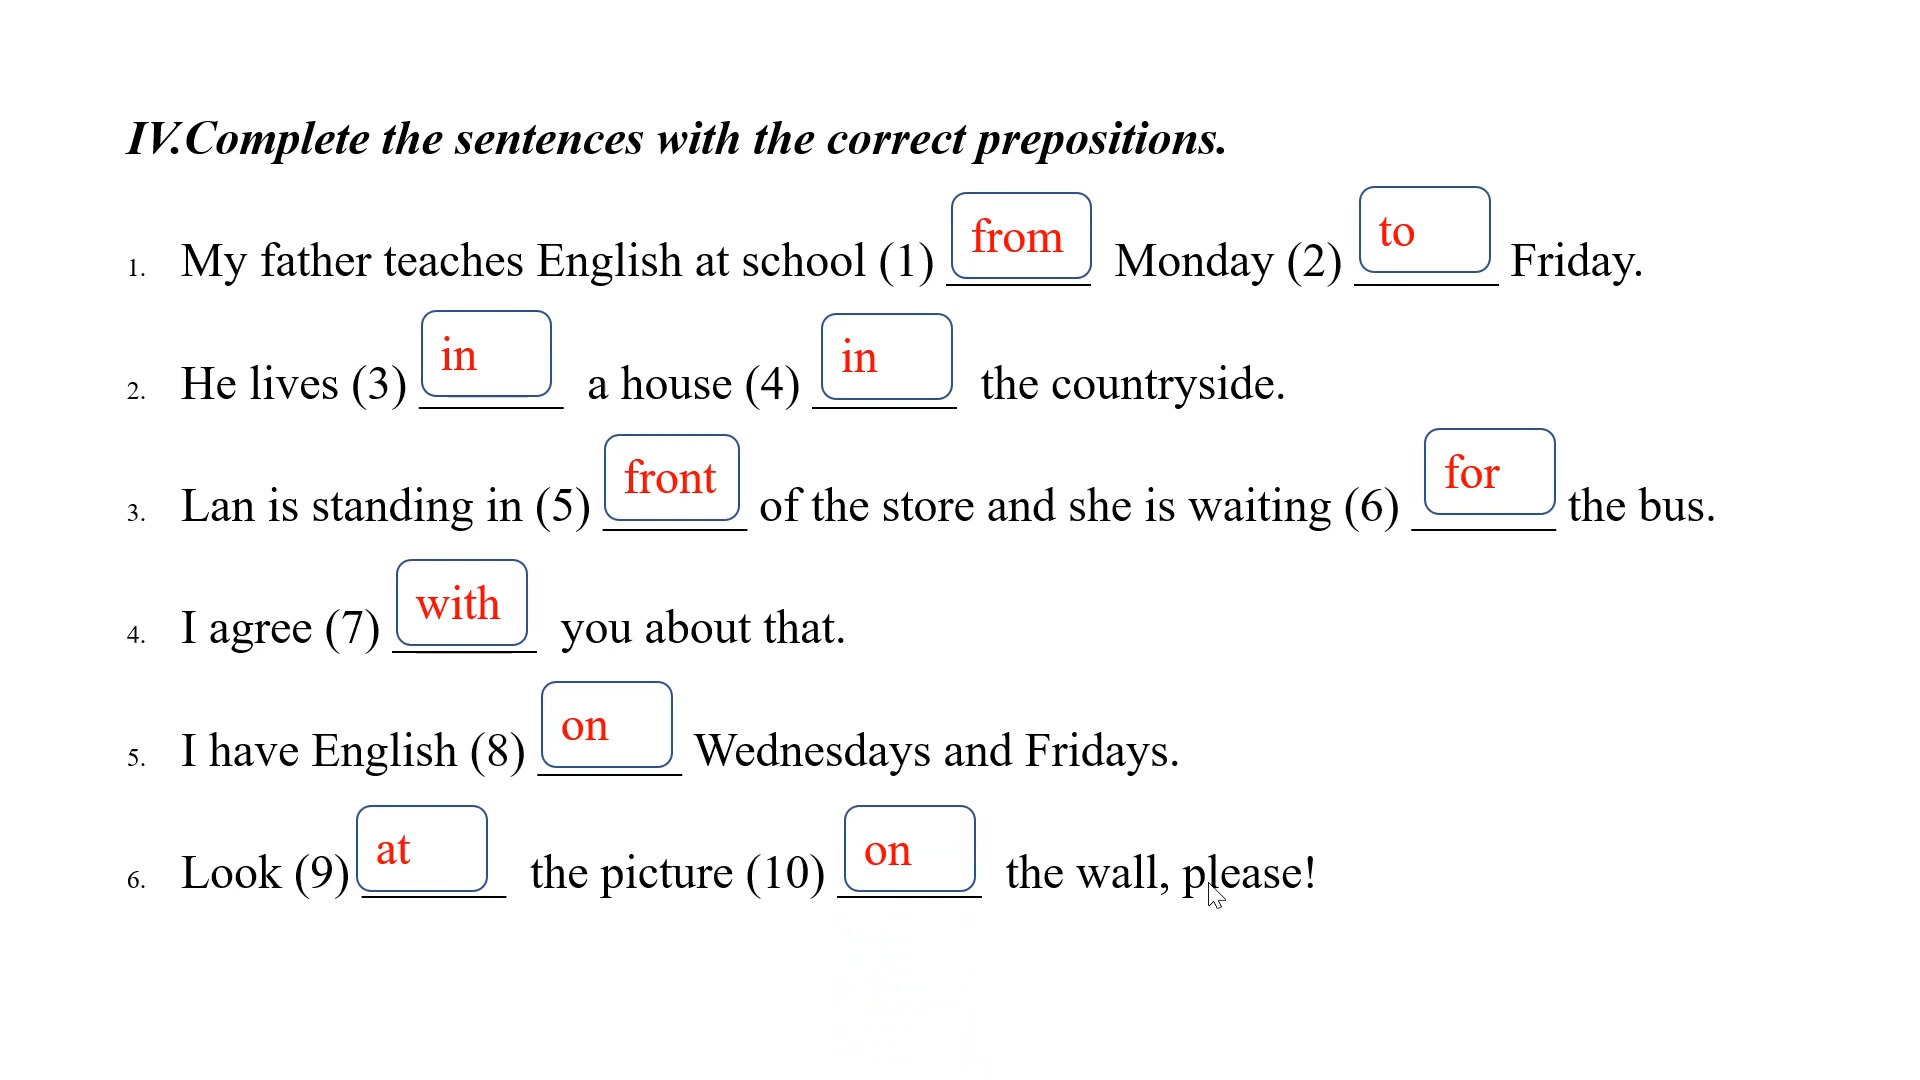 IV.Complete the sentences with the correct prepositions.
1. My father teaches English at school (1) from Monday (2) to Friday.
2. He lives (3) in a house (4) in the countryside.
3. Lan is standing in (5) front of the store and she is waiting (6) for the bus.
4. I agree (7) with you about that.
5. I have English (8) on Wednesdays and Fridays.
6. Look (9) at the picture (10) on the wall, please!